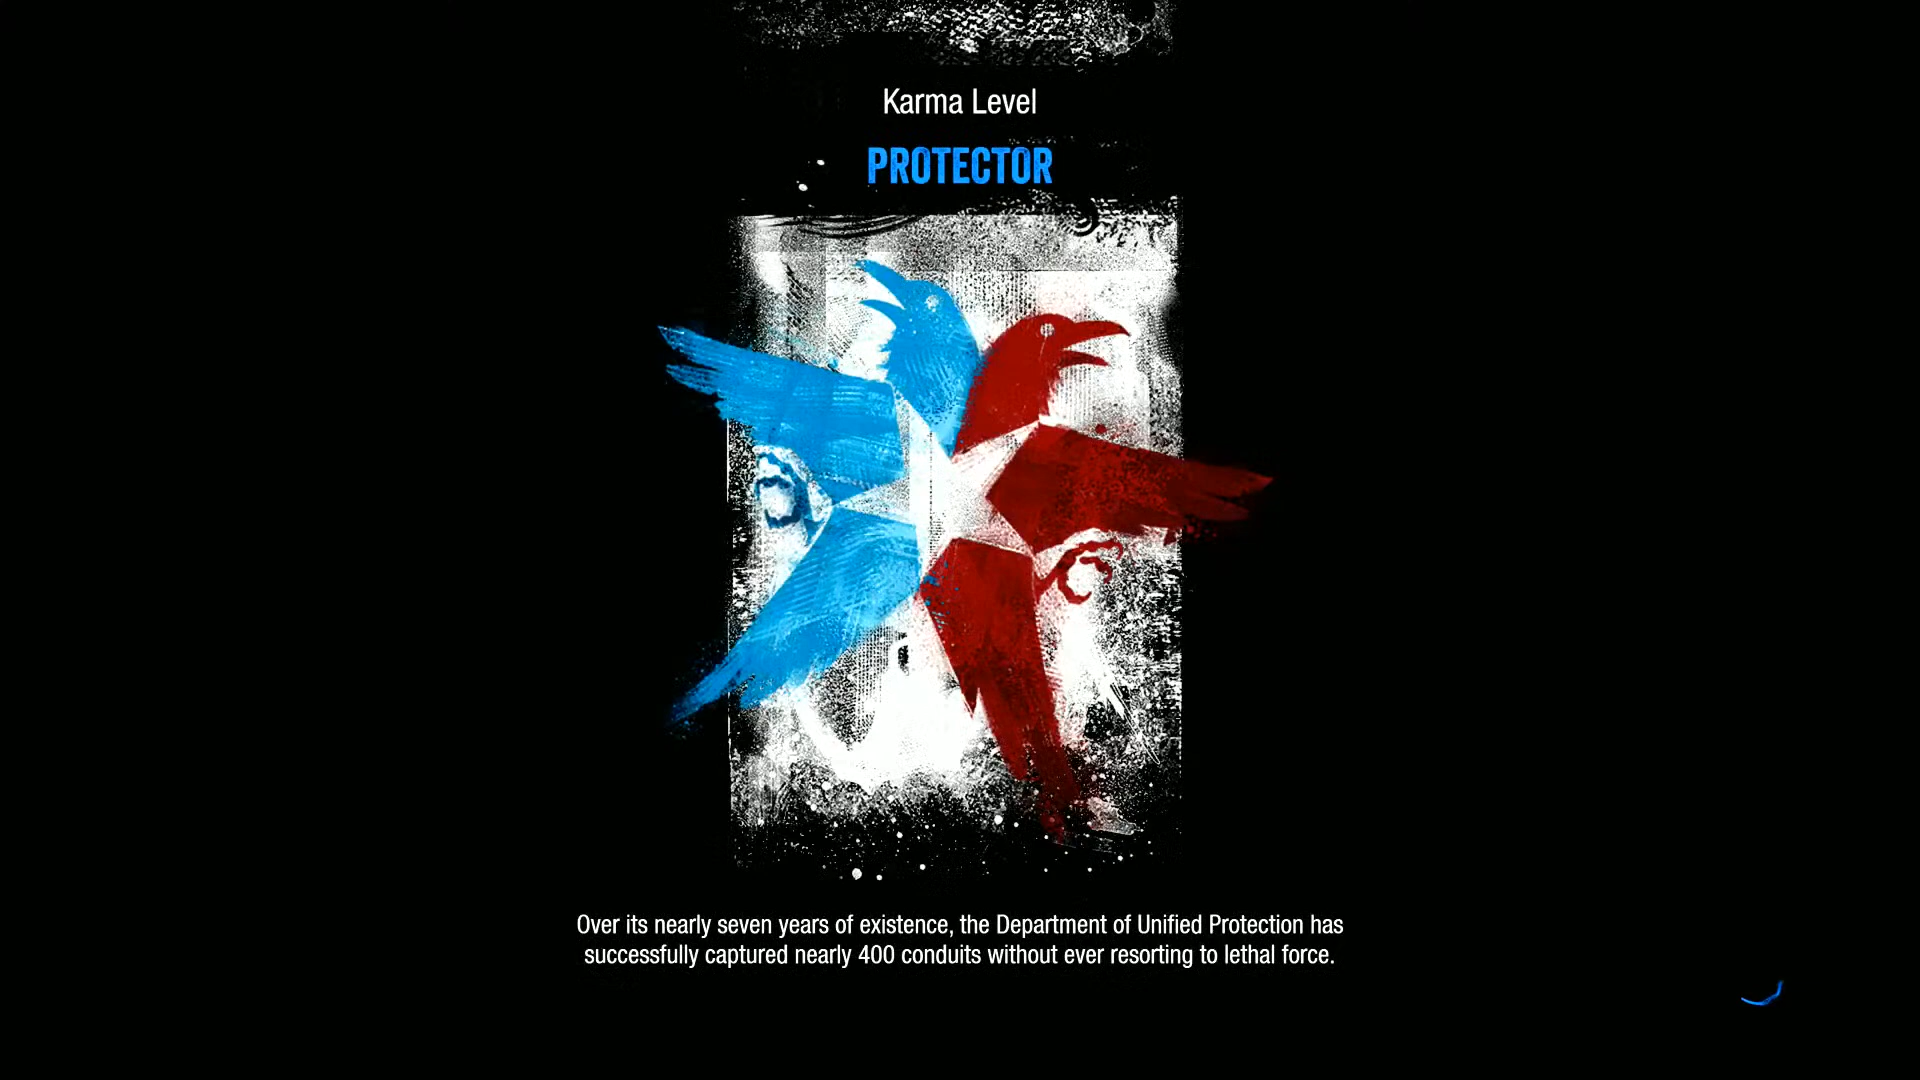 Karma Level
PROTECTOR
Over its nearly seven years of existence, the Department of Unified Protection has
successfully captured nearly 400 conduits without ever resorting to lethal force.